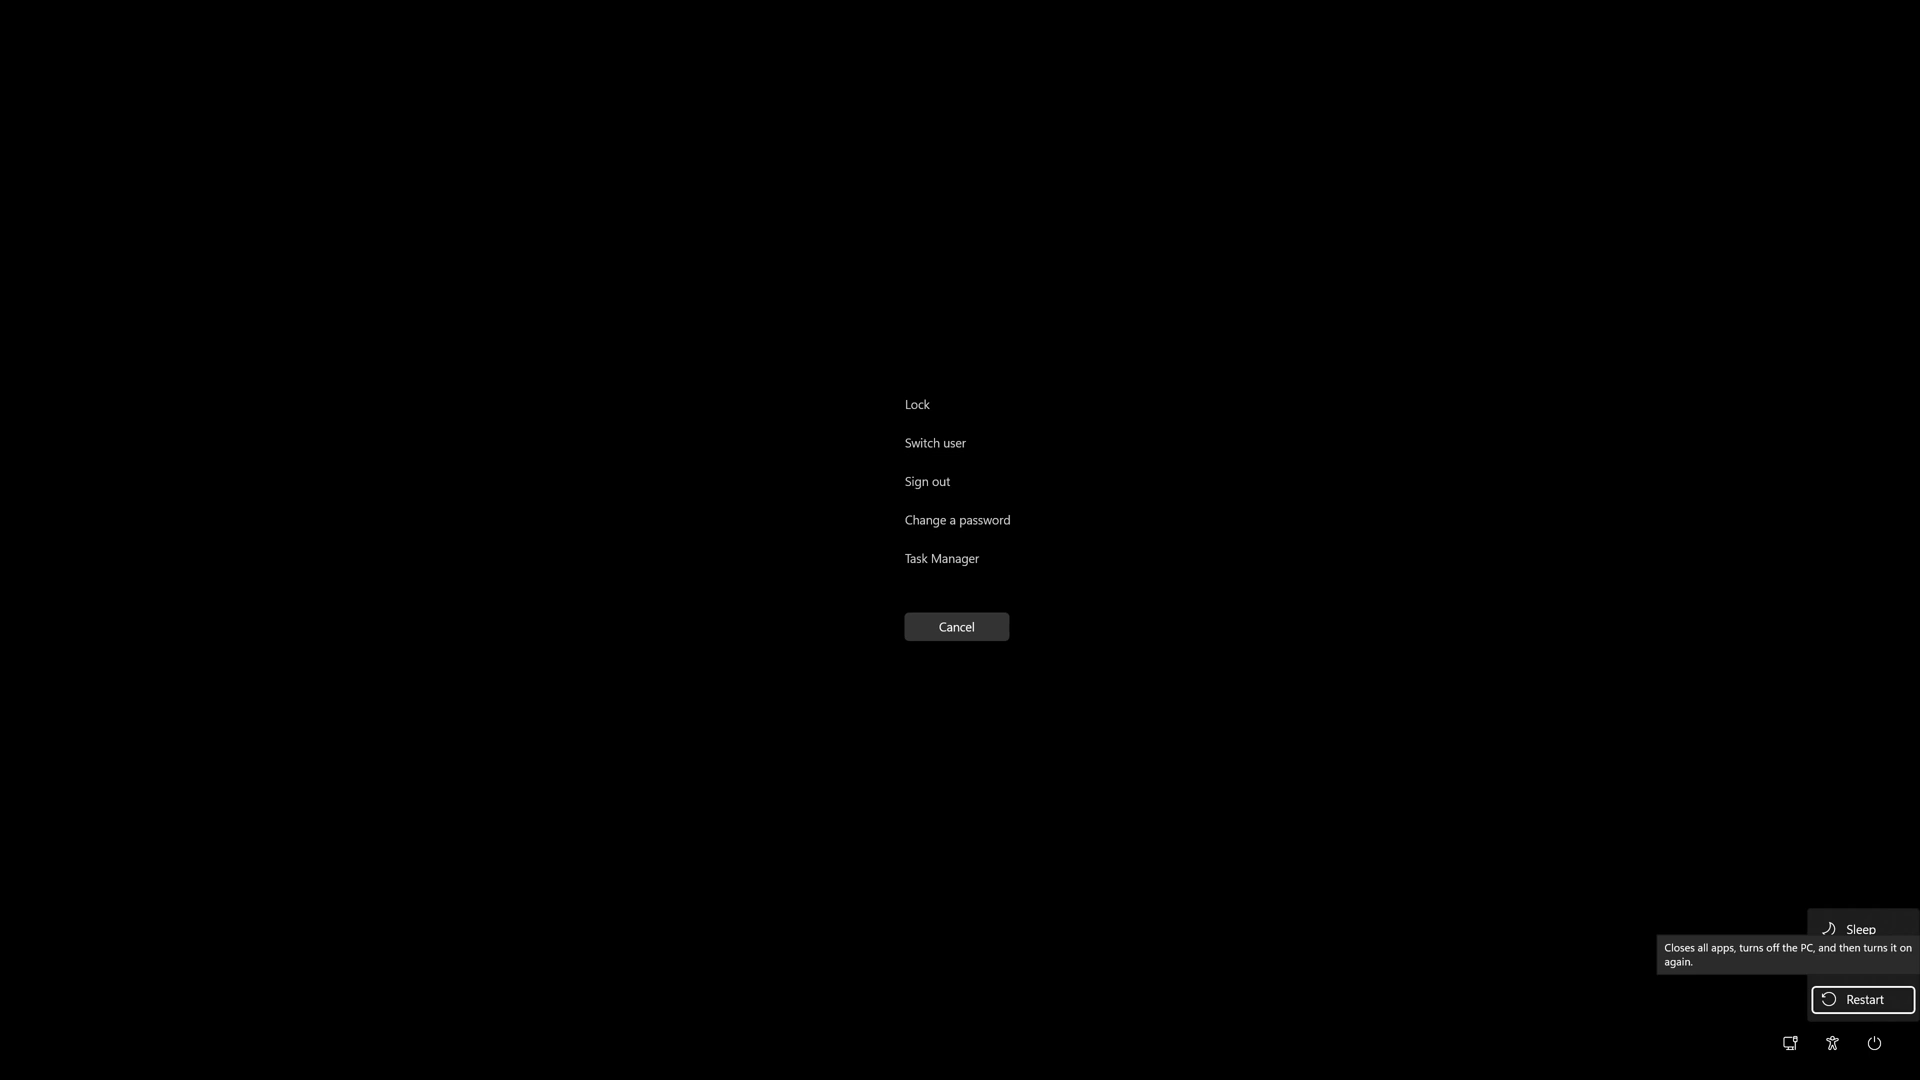 Lock
Switch user
Sign out
Change a password
Task Manager
Cancel
Sleep
Closes all apps, turns off the PC, and then turns it on
again.
Restart